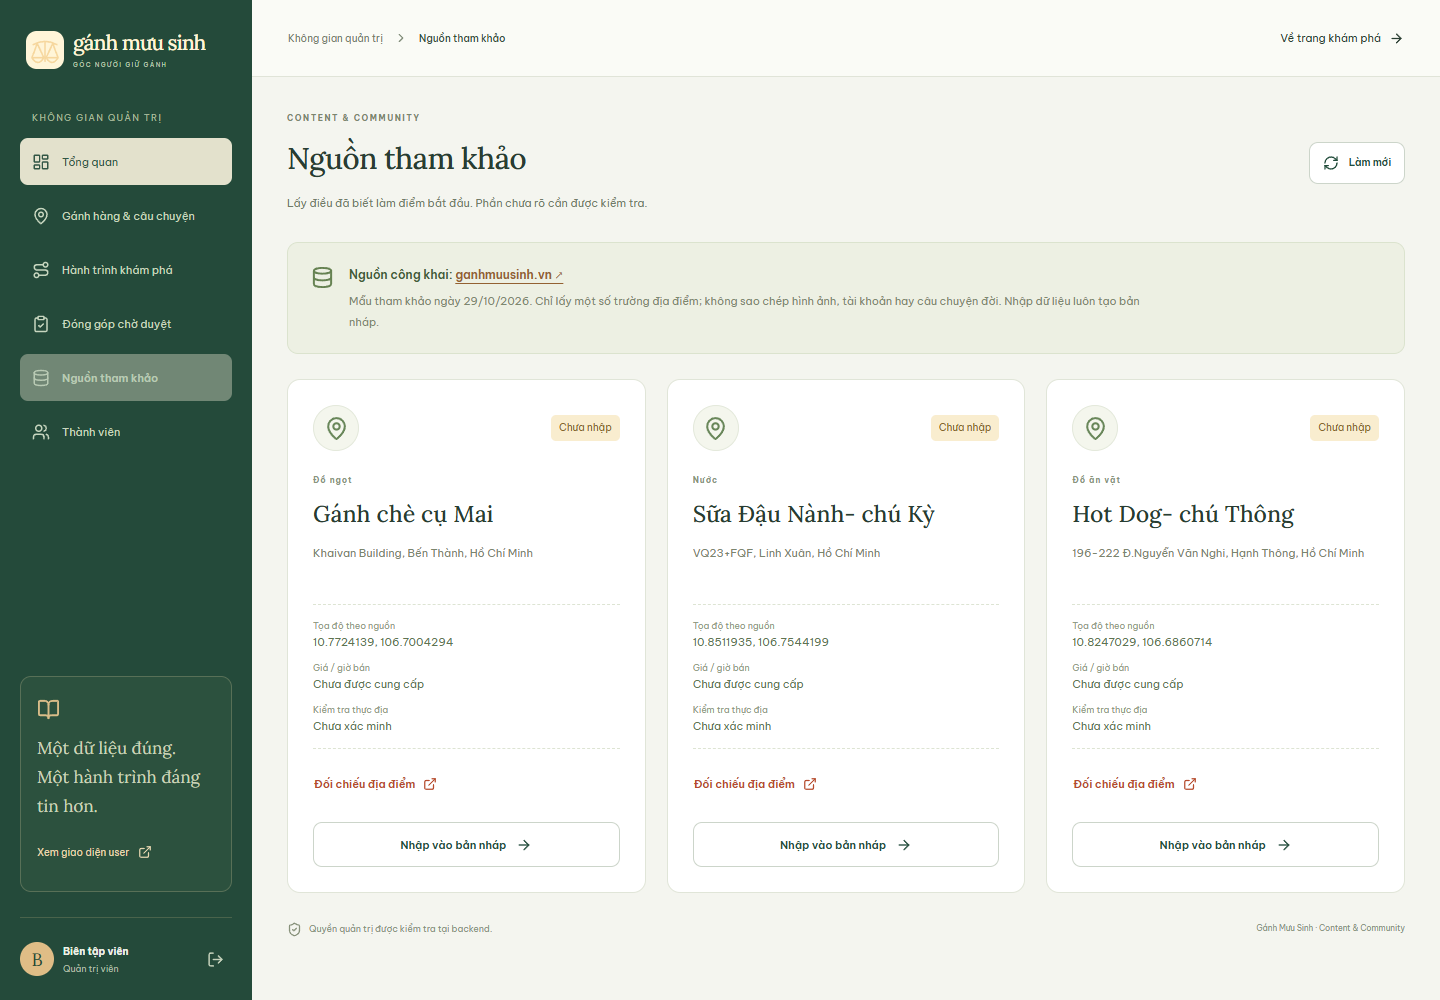 gánh mưu sinh
GÓC NGƯỜI GIỮ GÁNH
KHÔNG GIAN QUẢN TRỊ
Tổng quan
Gánh hàng & câu chuyện
Hành trình khám phá
Đóng góp chờ duyệt
Nguồn tham khảo
Thành viên
Một dữ liệu đúng.
Một hành trình đáng
tin hơn.
Xem giao diện user
B
Biên tập viên
Quản trị viên
Không gian quản trị
Nguồn tham khảo
Về trang khám phá
CONTENT & COMMUNITY
Nguồn tham khảo
Lấy điều đã biết làm điểm bắt đầu. Phần chưa rõ cần được kiểm tra.
Làm mới
Nguồn công khai: ganhmuusinh.vn ↗
Mẫu tham khảo ngày 29/10/2026. Chỉ lấy một số trường địa điểm; không sao chép hình ảnh, tài khoản hay câu chuyện đời. Nhập dữ liệu luôn tạo bản
nháp.
Chưa nhập
Đồ ngọt
Gánh chè cụ Mai
Khaivan Building, Bến Thành, Hồ Chí Minh
Tọa độ theo nguồn
10.7724139, 106.7004294
Giá / giờ bán
Chưa được cung cấp
Kiểm tra thực địa
Chưa xác minh
Đối chiếu địa điểm
Nhập vào bản nháp
Chưa nhập
Nước
Sữa Đậu Nành- chú Kỳ
VQ23+FQF, Linh Xuân, Hồ Chí Minh
Tọa độ theo nguồn
10.8511935, 106.7544199
Giá / giờ bán
Chưa được cung cấp
Kiểm tra thực địa
Chưa xác minh
Đối chiếu địa điểm
Nhập vào bản nháp
Chưa nhập
Đồ ăn vặt
Hot Dog- chú Thông
196-222 Đ.Nguyễn Văn Nghi, Hạnh Thông, Hồ Chí Minh
Tọa độ theo nguồn
10.8247029, 106.6860714
Giá / giờ bán
Chưa được cung cấp
Kiểm tra thực địa
Chưa xác minh
Đối chiếu địa điểm
Nhập vào bản nháp
Quyền quản trị được kiểm tra tại backend.
Gánh Mưu Sinh · Content & Community